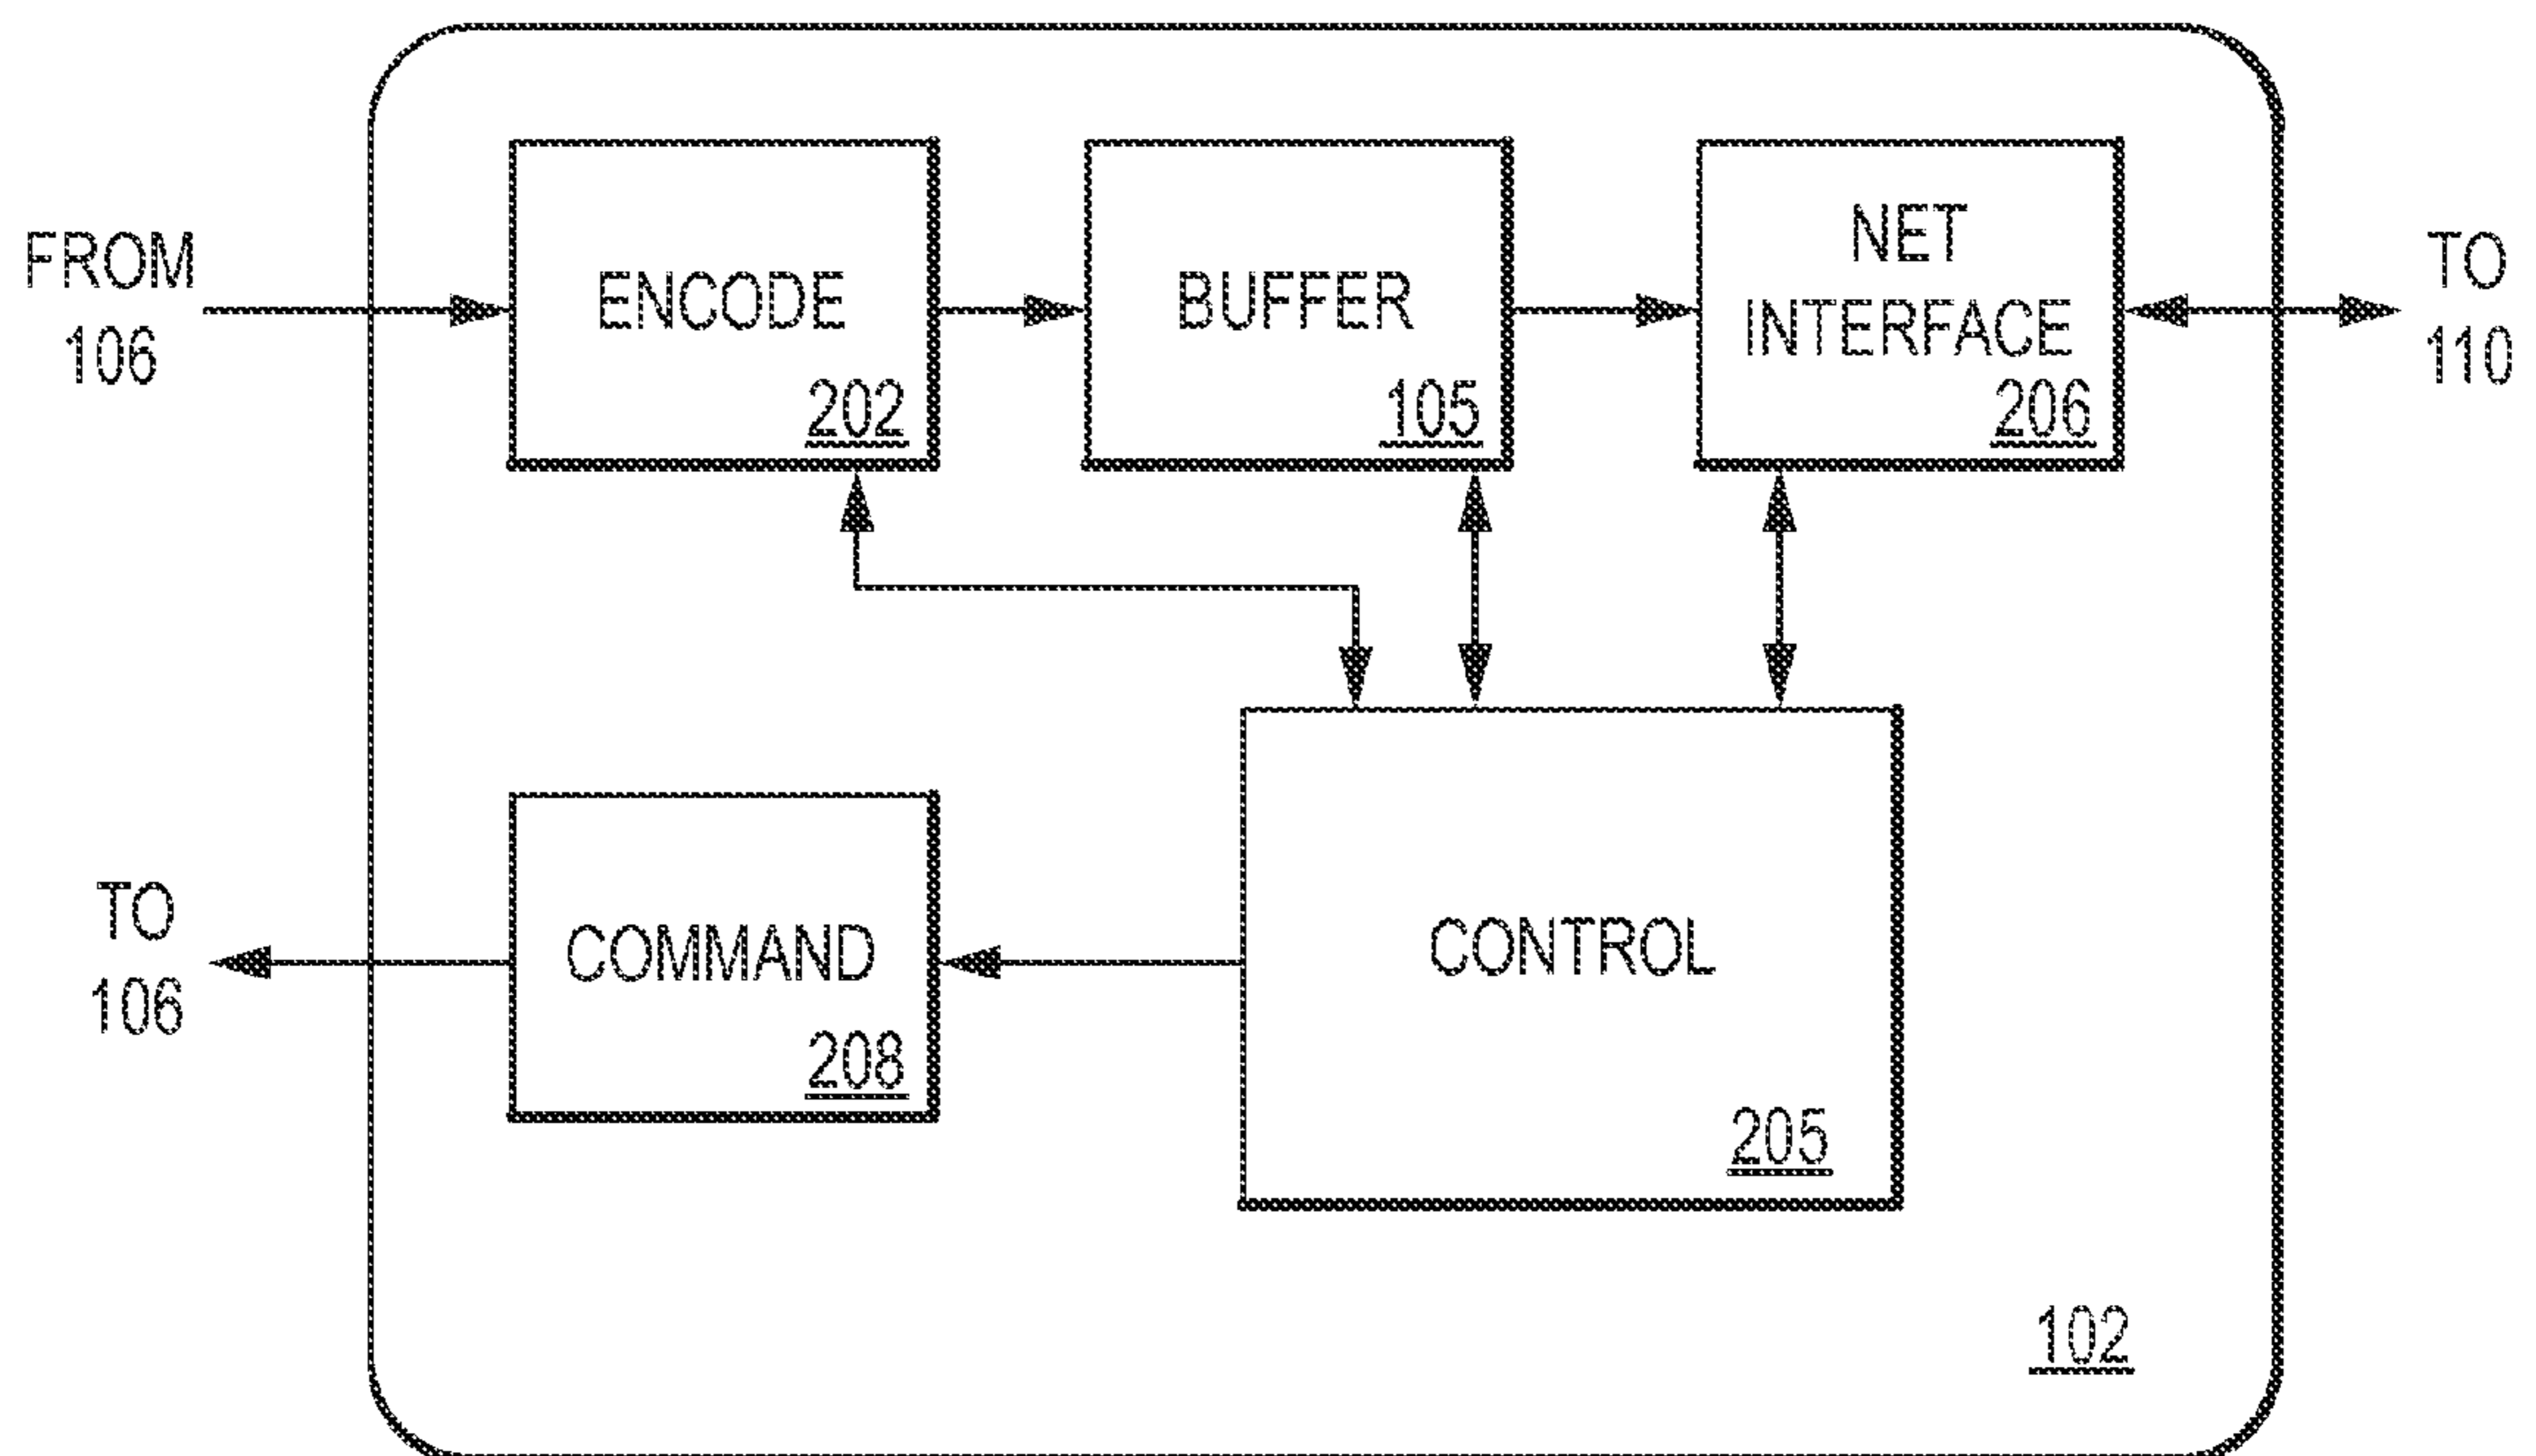 FROM
106
ENCODE
202
BUFFER
105
NET
INTERFACE
206
TO
110
TO
106
COMMAND
208
CONTROL
205
102